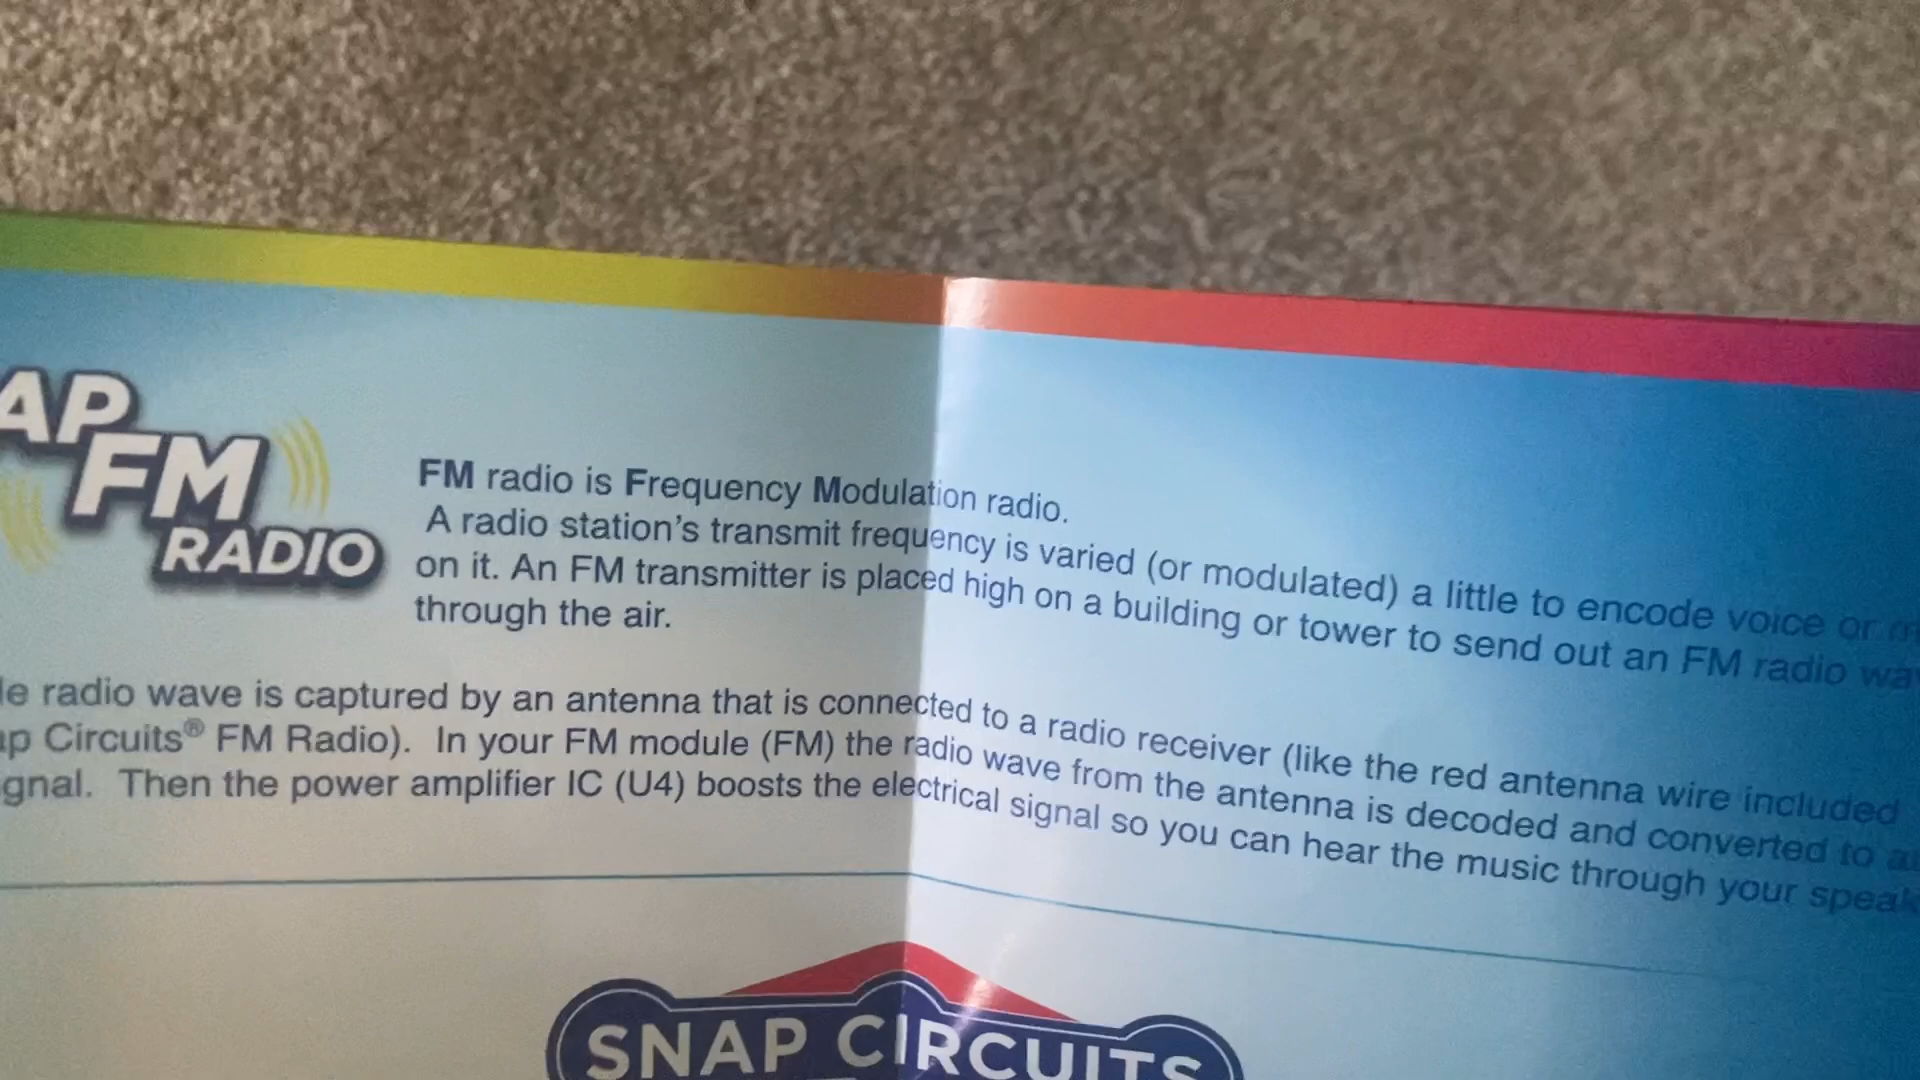 AP
FM
RADIO
FM radio is Frequency Modulation radio.
A radio station's transmit frequency is varied (or modulated) a little to encode voice or
on it. An FM transmitter is placed high on a building or tower to send out an FM radio
through the air.
radio wave is captured by an antenna that is connected to a radio receiver (like the red antenna wire included
Circuits® FM Radio). In your FM module (FM) the radio wave from the antenna is decoded and converted to
Then the power amplifier IC (U4) boosts the electrical signal so you can hear the music through your
SNAP CIRCUITS